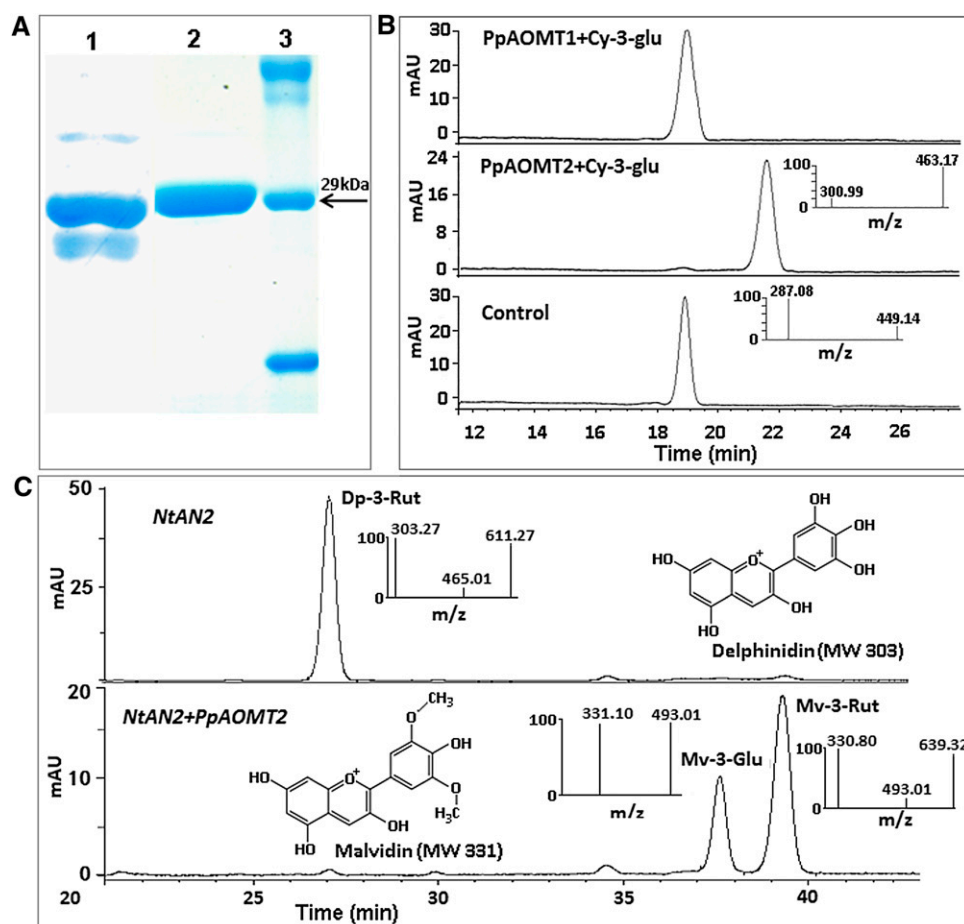 A
1 2 3
29kDa
B
PpAOMT1+Cy-3-glu
mAU
30
20
10
0
PpAOMT2+Cy-3-glu
mAU
24
16
8
0
100
0
300.99
463.17
m/z
Control
mAU
30
20
10
0
100
0
287.08
449.14
m/z
12 14 16 18 20 22 24 26
Time (min)
C
NtAN2
mAU
50
25
Dp-3-Rut
100
0
303.27
611.27
465.01
m/z
OH
OH
OH
O+
HO
OH
HO
Delphinidin (MW 303)
NtAN2+PpAOMT2
mAU
20
10
0
CH3
O
OH
O+
HO
O
H3C
OH
HO
Malvidin (MW 331)
100
0
331.10 493.01
m/z
Mv-3-Glu
Mv-3-Rut
100
0
330.80
639.32
493.01
m/z
20 25 30 35 40
Time (min)